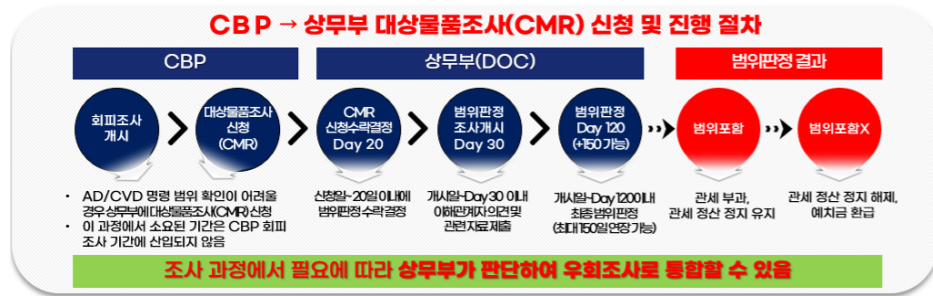 CBP → 상무부 대상물품조사(CMR) 신청 및 진행 절차
CBP
상무부(DOC)
범위판정 결과
회피조사
개시
대상물품조사
신청
(CMR)
CMR
신청수락결정
Day 20
범위판정
조사개시
Day 30
범위판정
Day 120
(+150 가능)
범위포함
범위포함X
• AD/CVD 명령 범위 확인이 어려울
경우 상무부에 대상물품조사(CMR) 신청
• 이 과정에서 소요된 기간은 CBP 회피
조사 기간에 산입되지 않음
신청일~20일 이내에
범위판정 수락 결정
개시일~Day 30 이내
이해관계자 의견 및
관련 자료 제출
개시일~Day 120 이내
최종 범위 판정
(최대 150일 연장 가능)
관세 부과,
관세 정산 정지 유지
관세 정산 정지 해제,
예치금 환급
조사 과정에서 필요에 따라 상무부가 판단하여 우회조사로 통합할 수 있음